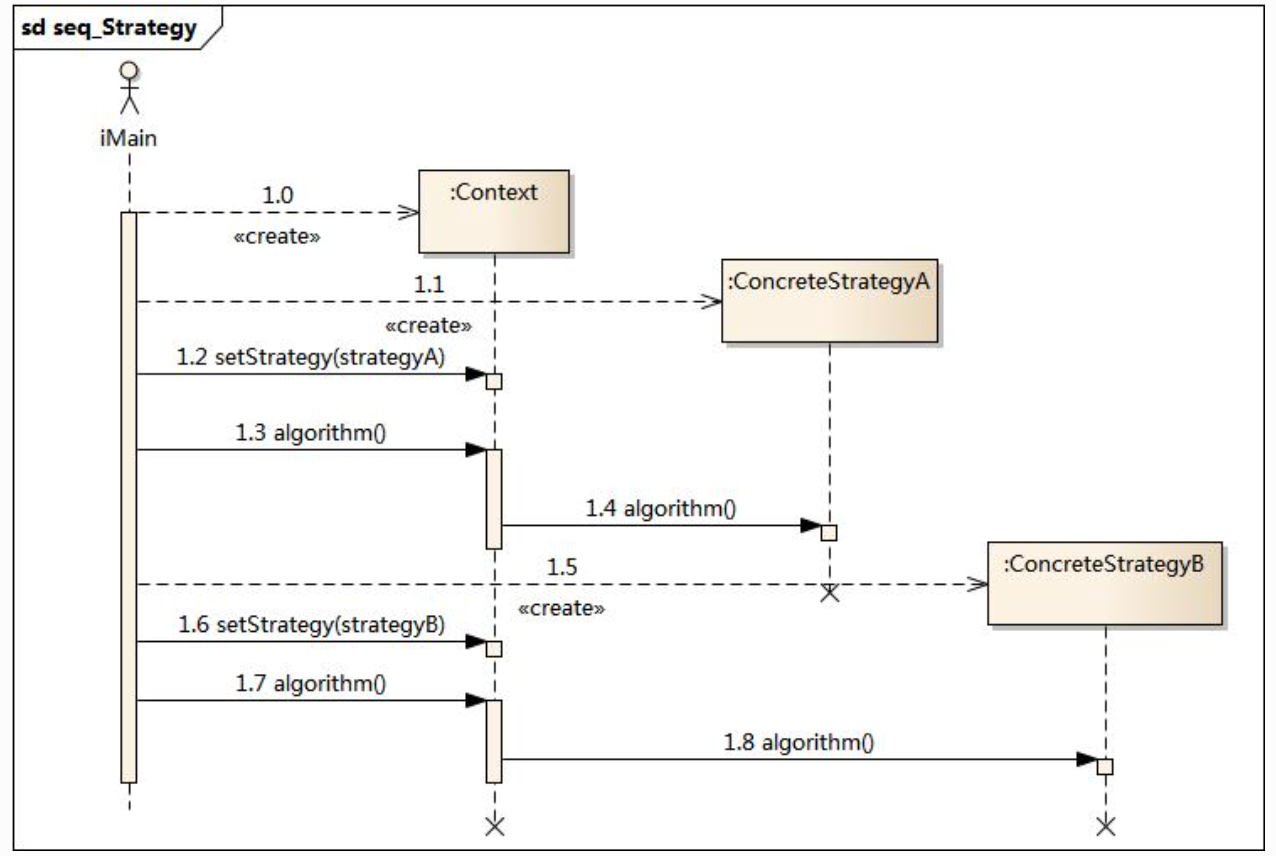 sd seq_Strategy
iMain
1.0
:Context
«create»
1.1
:ConcreteStrategyA
«create»
1.2 setStrategy(strategyA)
1.3 algorithm()
1.4 algorithm()
1.5
:ConcreteStrategyB
«create»
1.6 setStrategy(strategyB)
1.7 algorithm()
1.8 algorithm()